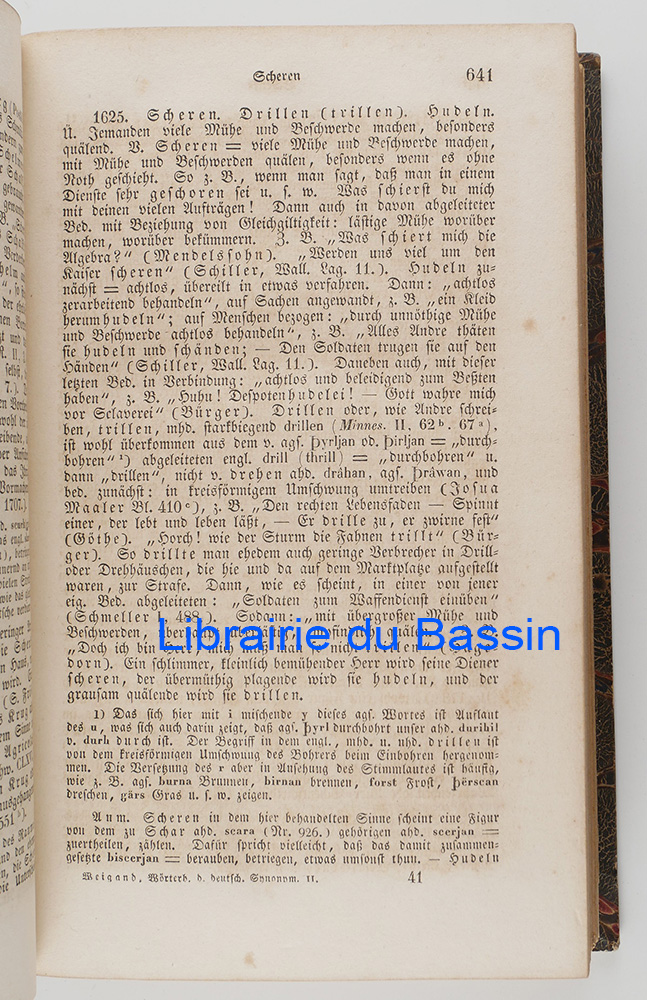 Scheren 641
1625. Scheren. Drillen (trillen). Hudeln.
Ü. Jemanden viele Mühe und Beschwerde machen, besonders
quälend. V. Scheren = viele Mühe und Beschwerde machen,
mit Mühe und Beschwerden quälen, besonders wenn es ohne
Noth geschieht. So z. B., wenn man sagt, daß man in einem
Dienste sehr geschoren sei u. s. w. Was schierst du mich
mit deinen vielen Aufträgen! Dann auch in davon abgeleiteter
Bed. mit Beziehung von Gleichgiltigkeit: lästige Mühe worüber
machen, worüber bekümmern. Z. B. „Was schiert mich die
Algebra?“ (Mendelssohn). „Werden uns viel um den
Kaiser scheren“ (Schiller, Wall. Lag. 11.). Hudeln zu-
nächst = achtlos, übereilt in etwas verfahren. Dann: „achtlos
zerarbeitend behandeln“, auf Sachen angewandt, z. B. „ein Kleid
herumhudeln“; auf Menschen bezogen: „durch unnöthige Mühe
und Beschwerde achtlos behandeln“, z. B. „Alles Andre thäten
sie hudeln und schänden; — Den Soldaten trugen sie auf den
Händen“ (Schiller, Wall. Lag. 11.). Daneben auch, mit dieser
letzten Bed. in Verbindung: „achtlos und beleidigend zum Beßten
haben“, z. B. „Huhu! Despotenhudelei! — Gott wahre mich
vor Sclaverei“ (Bürger). Drillen oder, wie Andre schrei-
ben, trillen, mhd. starkbiegend drillen (Minnes. II, 62ᵇ. 67ᵃ),
ist wohl überkommen aus dem v. ags. þyrljan od. þirljan = „durch-
bohren“ ¹) abgeleiteten engl. drill (thrill) = „durchbohren“ u.
dann „drillen“, nicht v. drehen ahd. drâhan, ags. þrâwan, und
bed. zunächst: in kreisförmigem Umschwung umtreiben (Josua
Maaler Bl. 410ᶜ), z. B. „Den rechten Lebensfaden — Spinnt
einer, der lebt und leben läßt, — Er drille zu, er zwirne fest“
(Göthe). „Horch! wie der Sturm die Fahnen trillt“ (Bür-
ger). So drillte man ehedem auch geringe Verbrecher in Drill-
oder Drehhäuschen, die hie und da auf dem Marktplatze aufgestellt
waren, zur Strafe. Dann, wie es scheint, in einer von jener
eig. Bed. abgeleiteten: „Soldaten zum Waffendienst einüben“
(Schmeller I, 488.). Sodann: „mit übergroßer Mühe und
Beschwerden, überhaupt
„Doch ich bin
dorn). Ein schlimmer, kleinlich bemühender Herr wird seine Diener
scheren, der übermüthig plagende wird sie hudeln, und der
grausam quälende wird sie drillen.
1) Das sich hier mit i mischende y dieses ags. Wortes ist Auslaut
des u, was sich auch darin zeigt, daß ags. þyrl durchbohrt unser ahd. durihil
v. durh durch ist. Der Begriff in dem engl., mhd. u. nhd. drillen ist
von dem kreisförmigen Umschwung des Bohrers beim Einbohren hergenom-
men. Die Versetzung des r aber in Ansehung des Stimmlautes ist häufig,
wie z. B. ags. burna Brunnen, birnan brennen, forst Frost, þërscan
dreschen, gärs Gras u. s. w. zeigen.
Anm. Scheren in dem hier behandelten Sinne scheint eine Figur
von dem zu Schar ahd. scara (Nr. 926.) gehörigen ahd. scerjan =
zuertheilen, zählen. Dafür spricht vielleicht, daß das damit zusammen-
gesetzte biscerjan = berauben, betriegen, etwas umsonst thun. — Hudeln
Weigand, Wörterb. d. deutsch. Synonym. II. 41
Librairie du Bassin